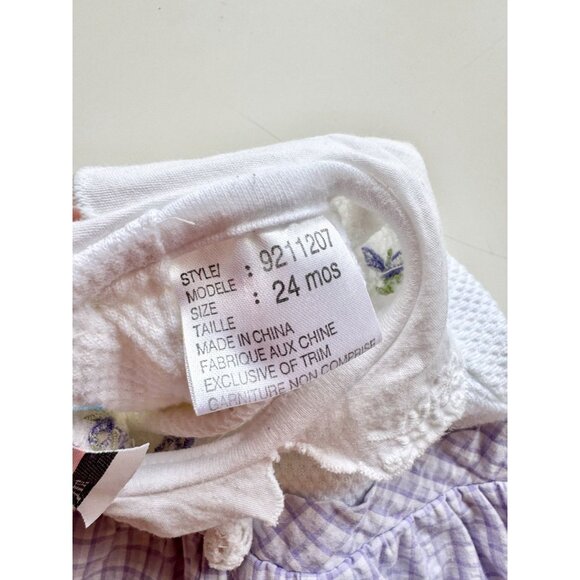 STYLE/
MODELE : 9211207
SIZE
TAILLE : 24 mos
MADE IN CHINA
FABRIQUE AUX CHINE
EXCLUSIVE OF TRIM
GARNITURE NON COMPRISE